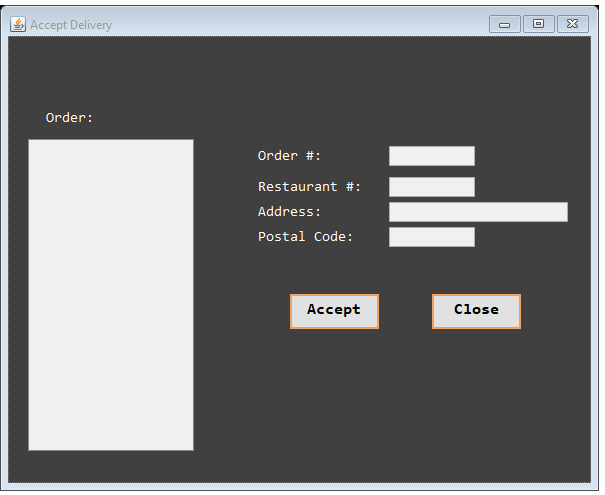 Accept Delivery
Order:
Order #:
Restaurant #:
Address:
Postal Code:
Accept
Close